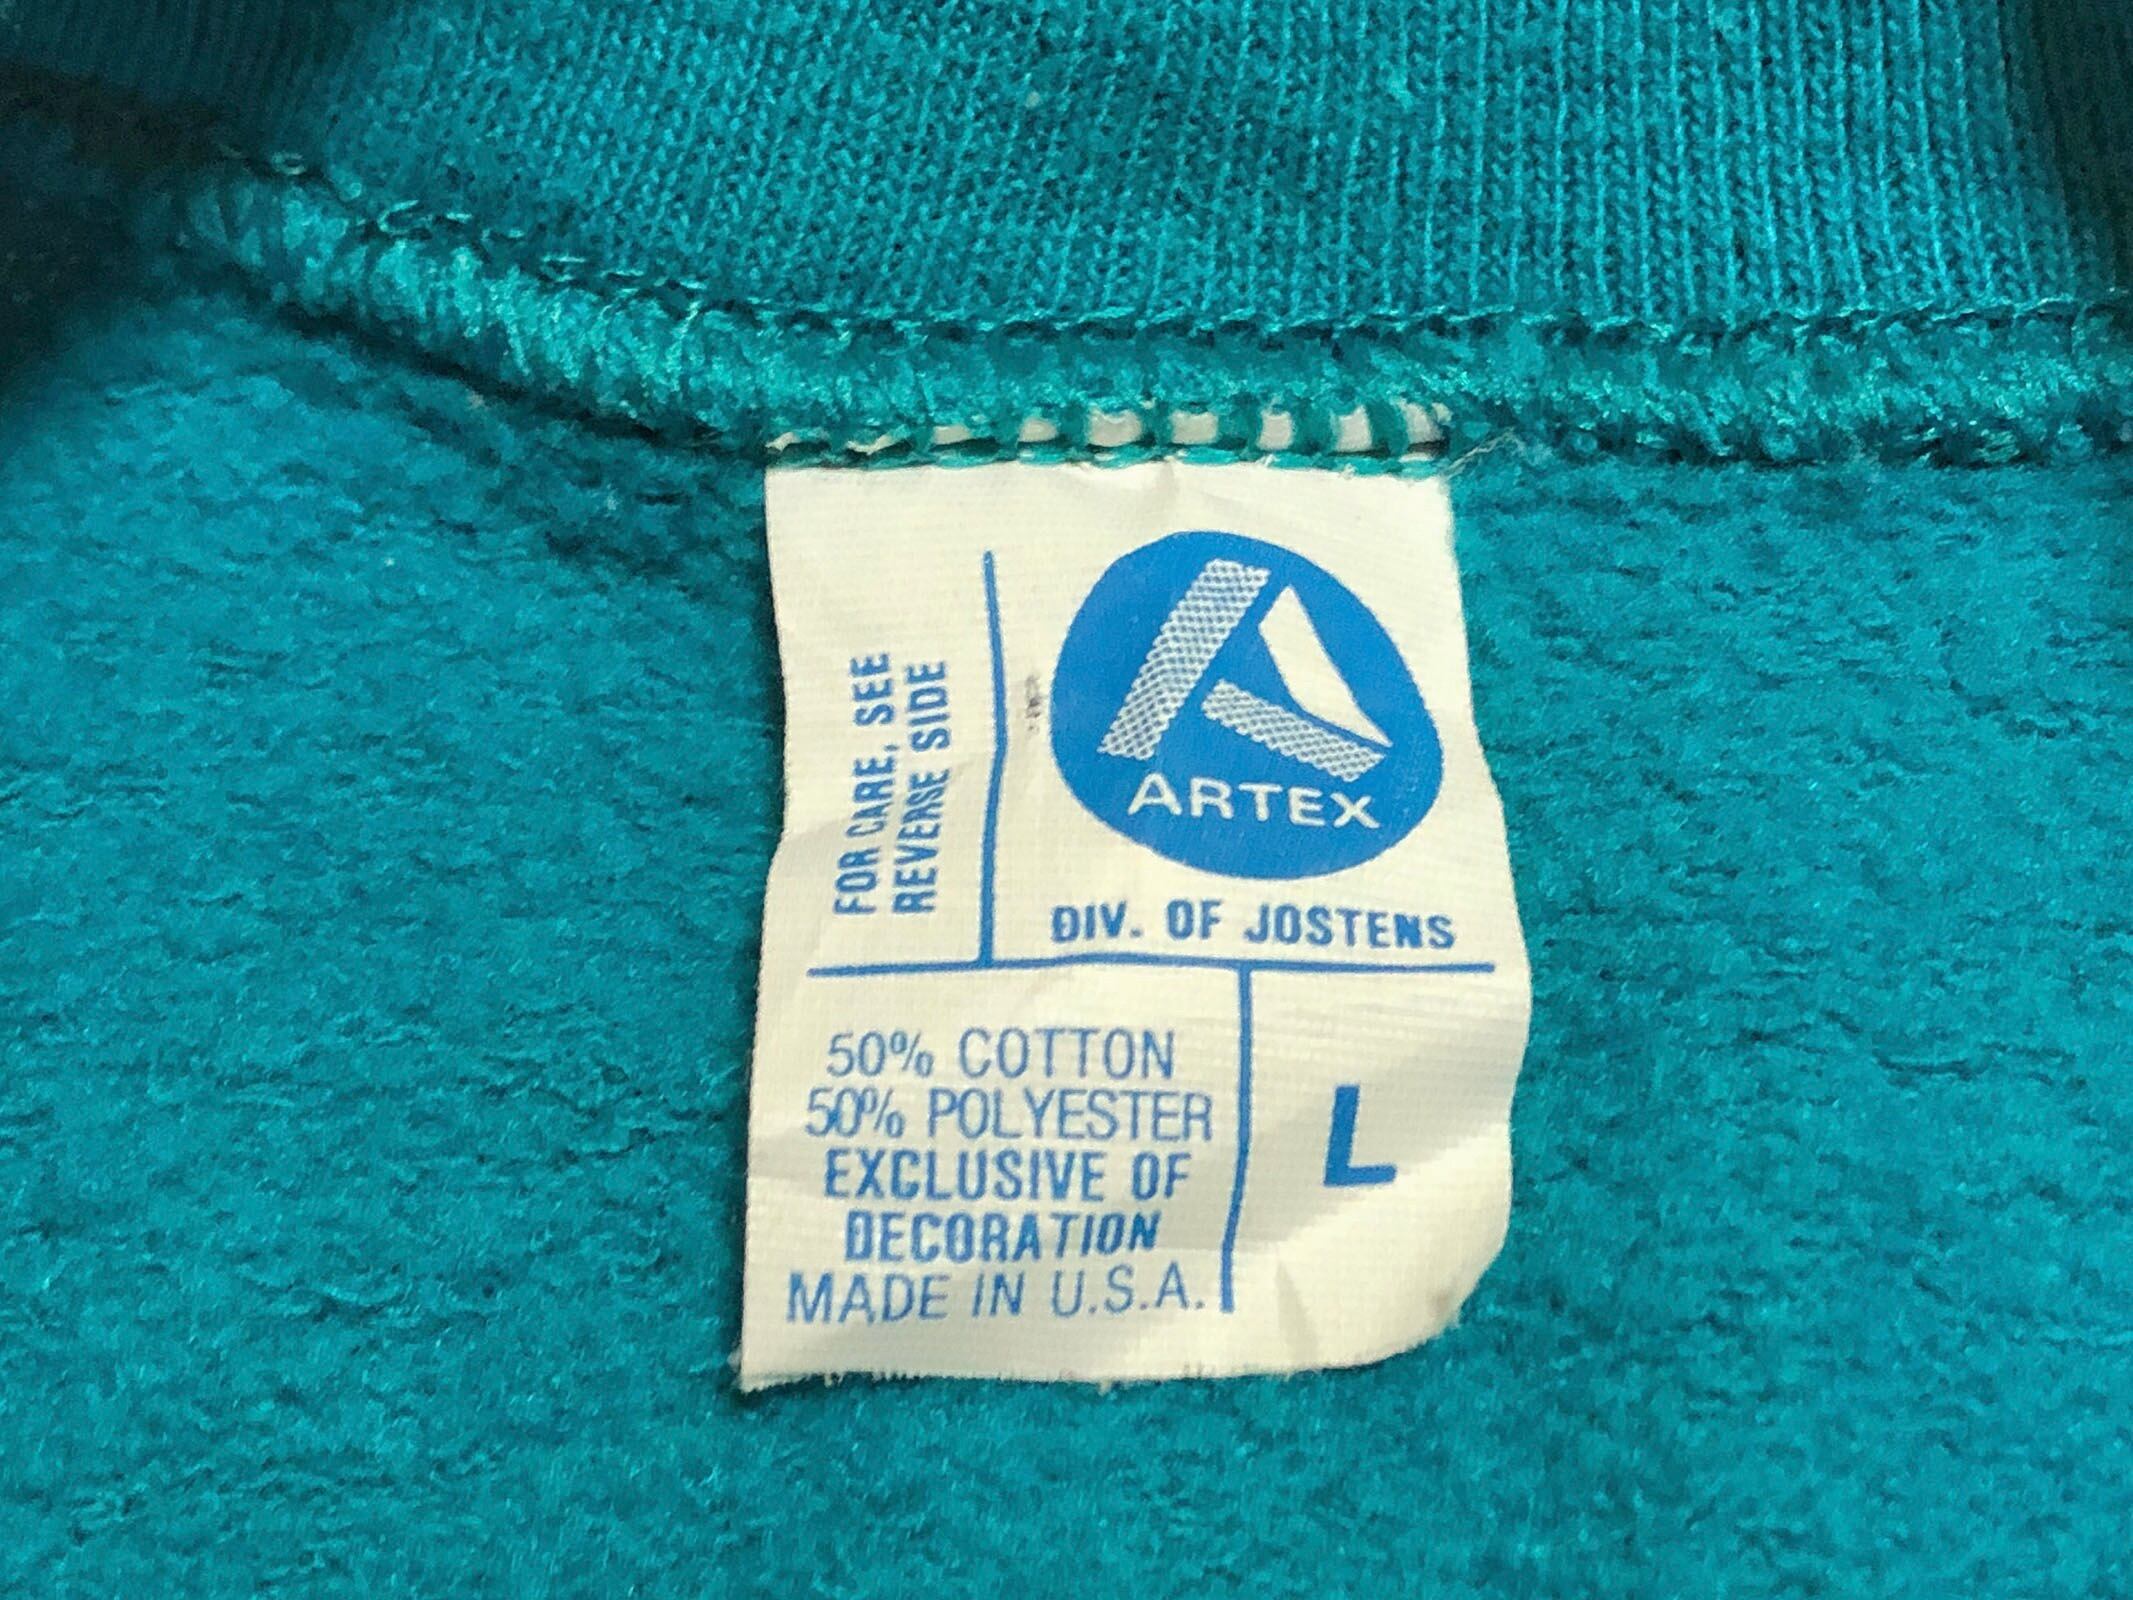 FOR CARE, SEE
REVERSE SIDE
ARTEX
DIV. OF JOSTENS
50% COTTON
50% POLYESTER
EXCLUSIVE OF
DECORATION
MADE IN U.S.A.
L